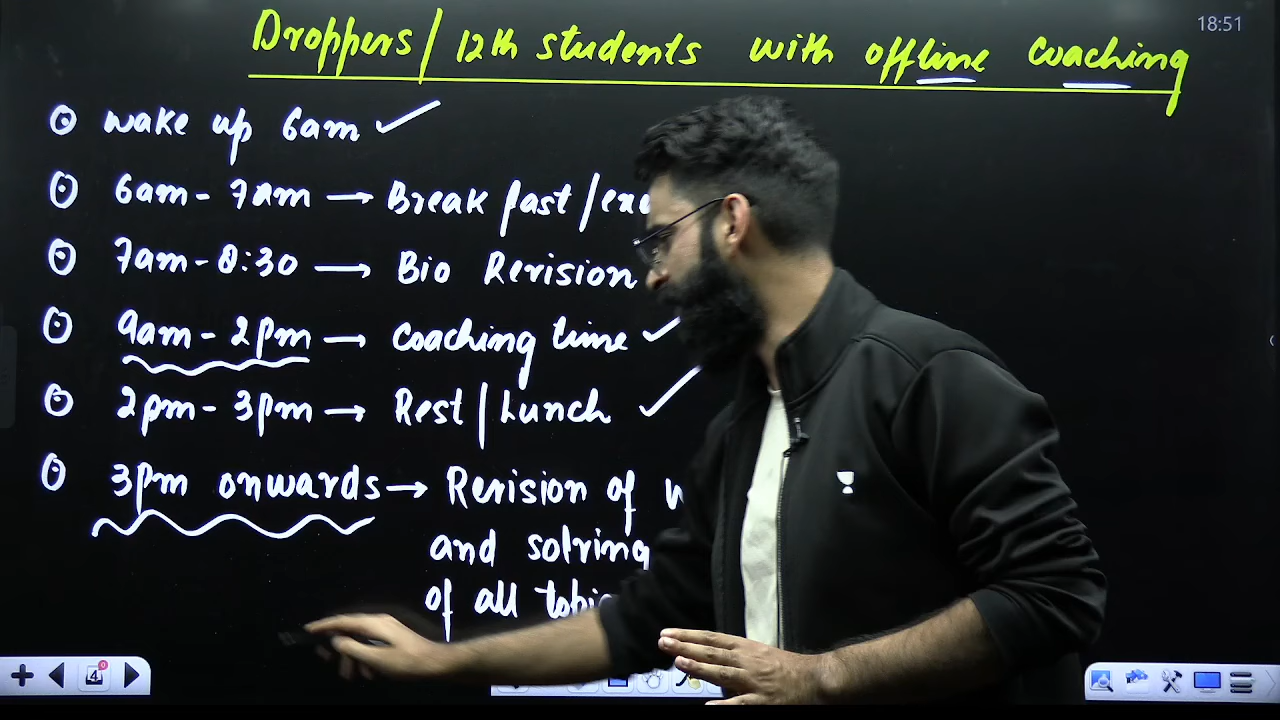 18:51
Droppers/12th students with offline coaching
wake up 6am
6am - 7am → Break fast/
7am - 8:30 → Bio Revision
9am - 2pm → coaching time
2pm - 3pm → Rest/Lunch
3pm onwards → Revision of
and solving
of all
4